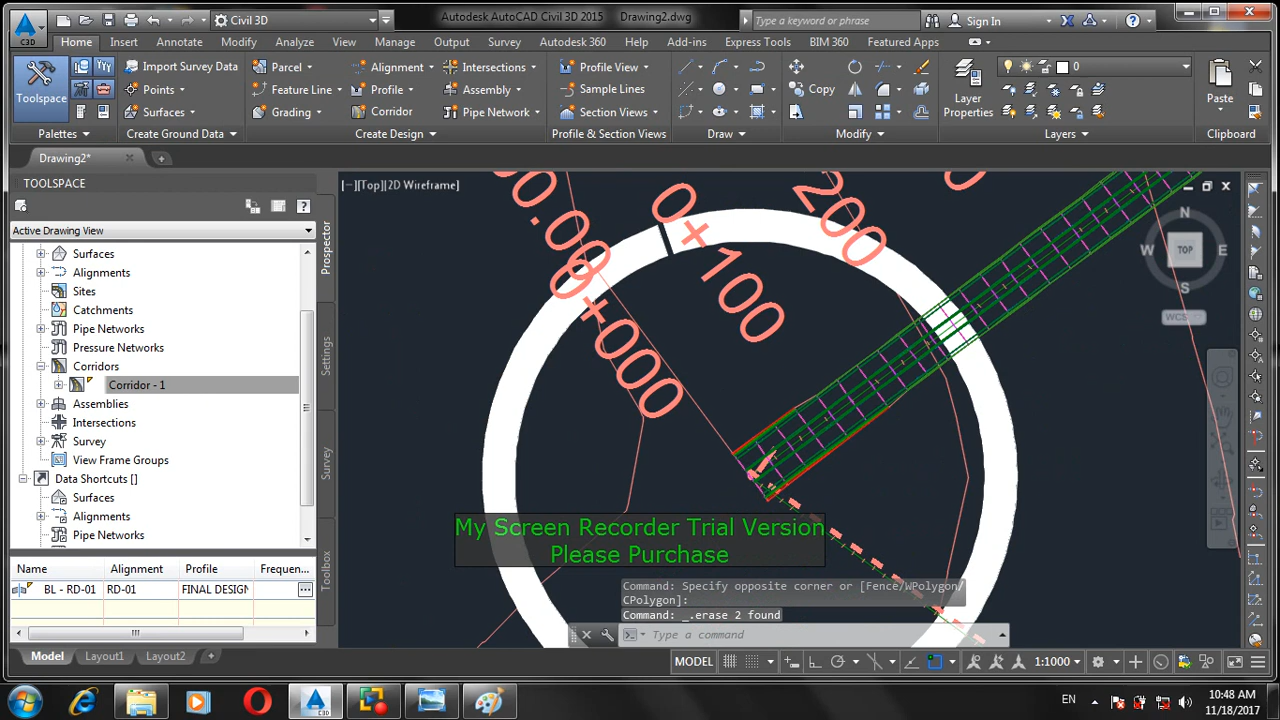 Civil 3D
Autodesk AutoCAD Civil 3D 2015 Drawing2.dwg
Type a keyword or phrase
Sign In
C3D
Home Insert Annotate Modify Analyze View Manage Output Survey Autodesk 360 Help Add-ins Express Tools BIM 360 Featured Apps
Toolspace
Import Survey Data
Points
Surfaces
Parcel
Feature Line
Grading
Alignment
Profile
Corridor
Intersections
Assembly
Pipe Network
Profile View
Sample Lines
Section Views
Copy
Layer
Properties
0
Paste
Palettes
Create Ground Data
Create Design
Profile & Section Views
Draw
Modify
Layers
Clipboard
Drawing2*
TOOLSPACE
Active Drawing View
Surfaces
Alignments
Sites
Catchments
Pipe Networks
Pressure Networks
Corridors
Corridor - 1
Assemblies
Intersections
Survey
View Frame Groups
Data Shortcuts []
Surfaces
Alignments
Pipe Networks
Prospector
Settings
Survey
Toolbox
Name Alignment Profile Frequen...
BL - RD-01 RD-01 FINAL DESIGN
[−][Top][2D Wireframe]
00.00
0+000
0+100
200
N
W TOP E
S
WCS
My Screen Recorder Trial Version
Please Purchase
Command: Specify opposite corner or [Fence/WPolygon/
CPolygon]:
Command: _.erase 2 found
Type a command
Model Layout1 Layout2
MODEL
1:1000
EN
10:48 AM
11/18/2017